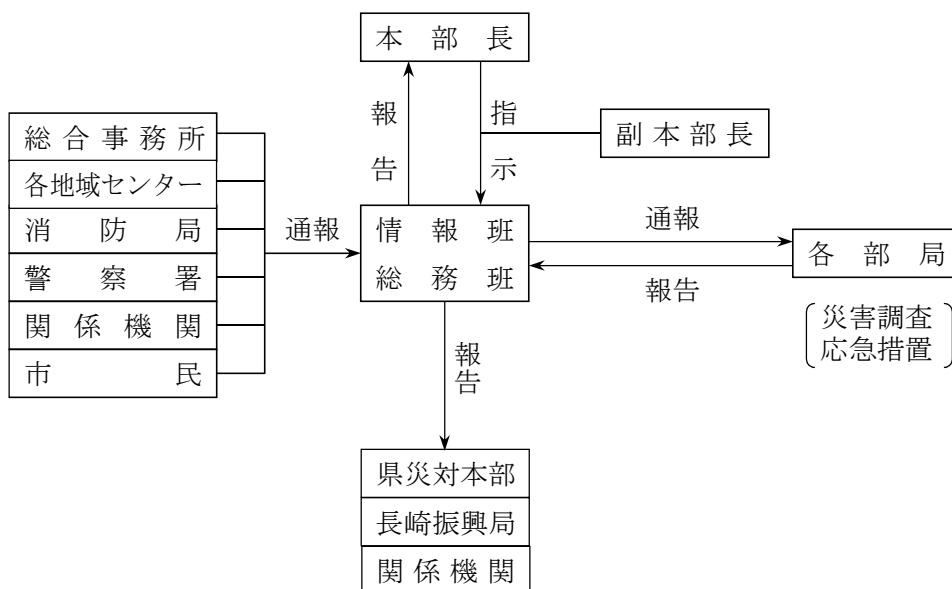 本部長
報告
指示
副本部長
総合事務所
各地域センター
消防局
警察署
関係機関
市民
通報
情報班
総務班
通報
報告
各部局
災害調査
応急措置
報告
県災対本部
長崎振興局
関係機関